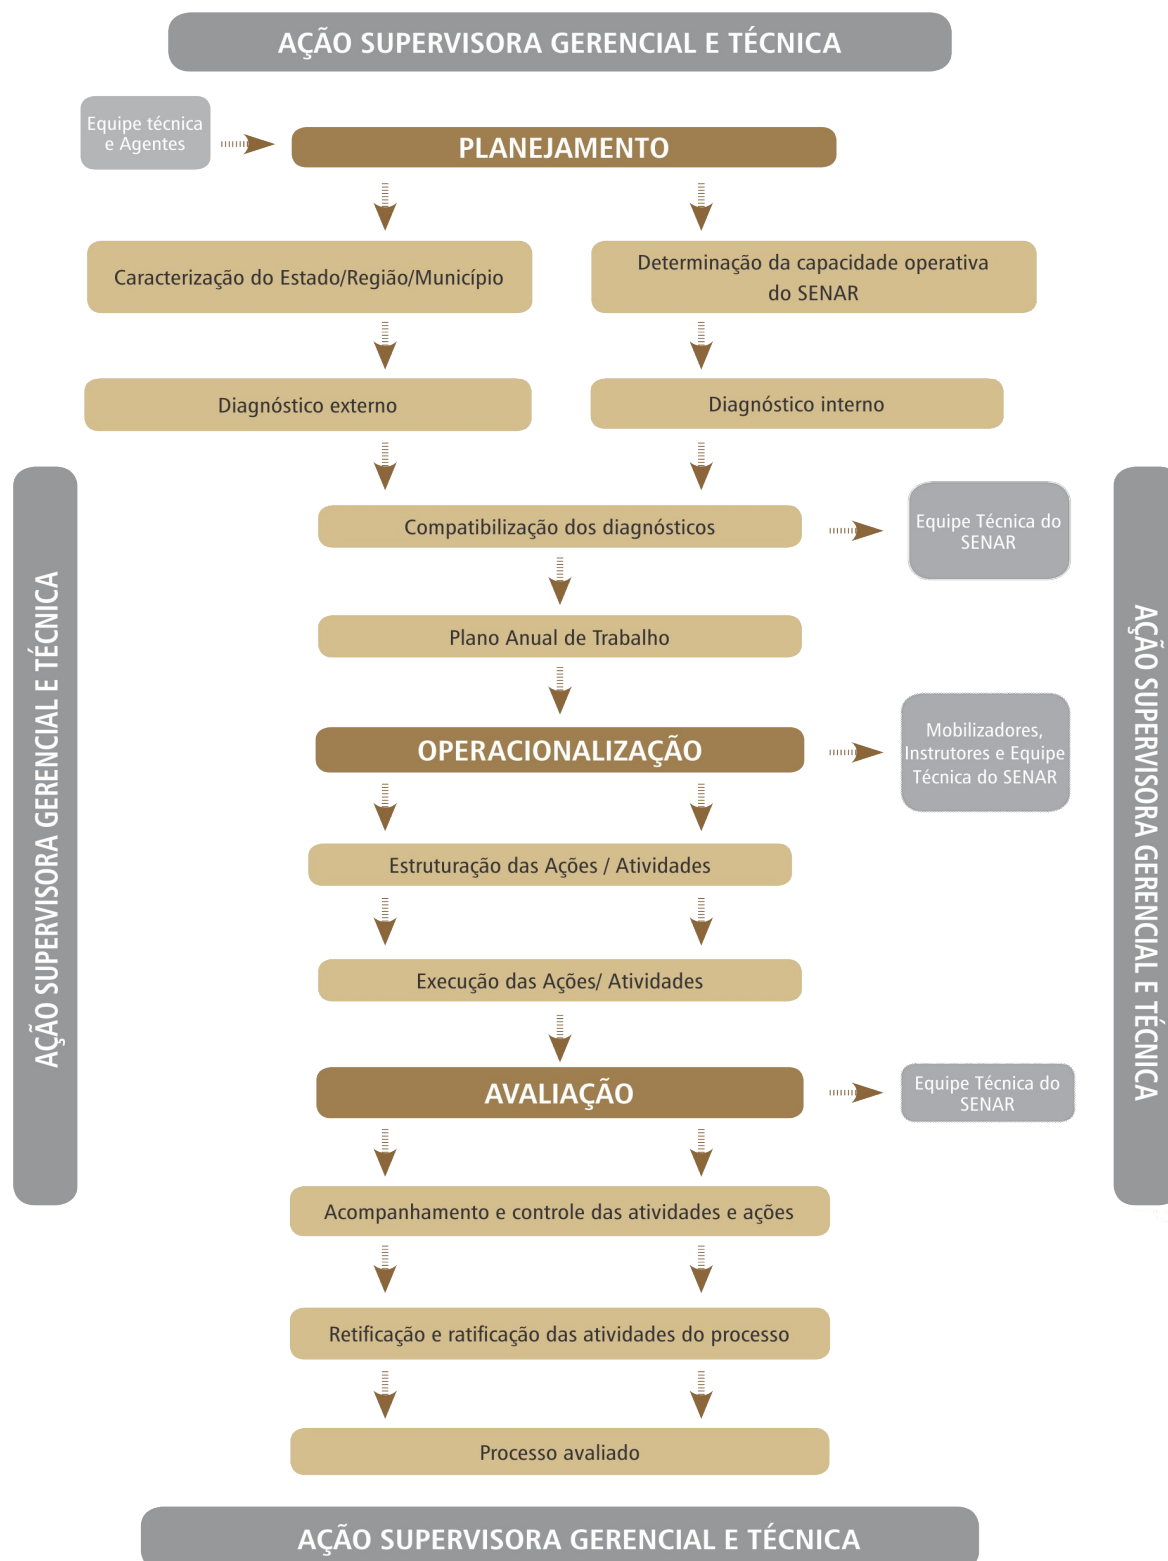 AÇÃO SUPERVISORA GERENCIAL E TÉCNICA
Equipe técnica
e Agentes
PLANEJAMENTO
Caracterização do Estado/Região/Município
Determinação da capacidade operativa
do SENAR
Diagnóstico externo
Diagnóstico interno
AÇÃO SUPERVISORA GERENCIAL E TÉCNICA
AÇÃO SUPERVISORA GERENCIAL E TÉCNICA
Compatibilização dos diagnósticos
Equipe Técnica do
SENAR
Plano Anual de Trabalho
OPERACIONALIZAÇÃO
Mobilizadores,
Instrutores e Equipe
Técnica do SENAR
Estruturação das Ações / Atividades
Execução das Ações/ Atividades
AVALIAÇÃO
Equipe Técnica do
SENAR
Acompanhamento e controle das atividades e ações
Retificação e ratificação das atividades do processo
Processo avaliado
AÇÃO SUPERVISORA GERENCIAL E TÉCNICA